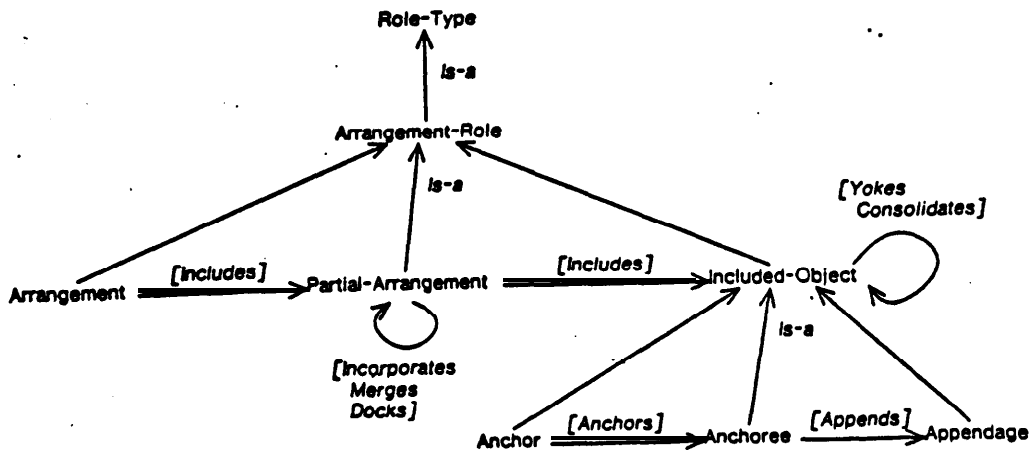 Role-Type
Is-a
Arrangement-Role
Is-a
[Yokes
Consolidates]
[Includes]
[Includes]
Arrangement
Partial-Arrangement
Included-Object
Is-a
[Incorporates
Merges
Docks]
[Anchors]
[Appends]
Anchor
Anchoree
Appendage